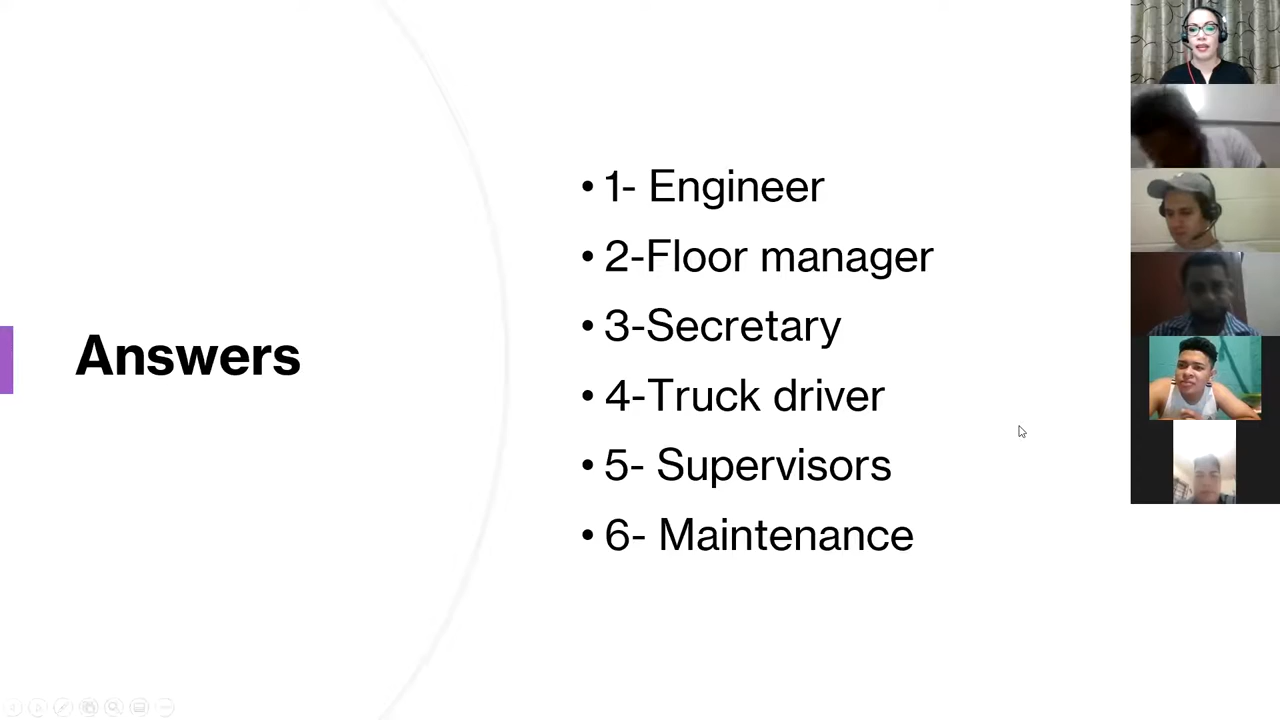 Answers
• 1- Engineer
• 2-Floor manager
• 3-Secretary
• 4-Truck driver
• 5- Supervisors
• 6- Maintenance